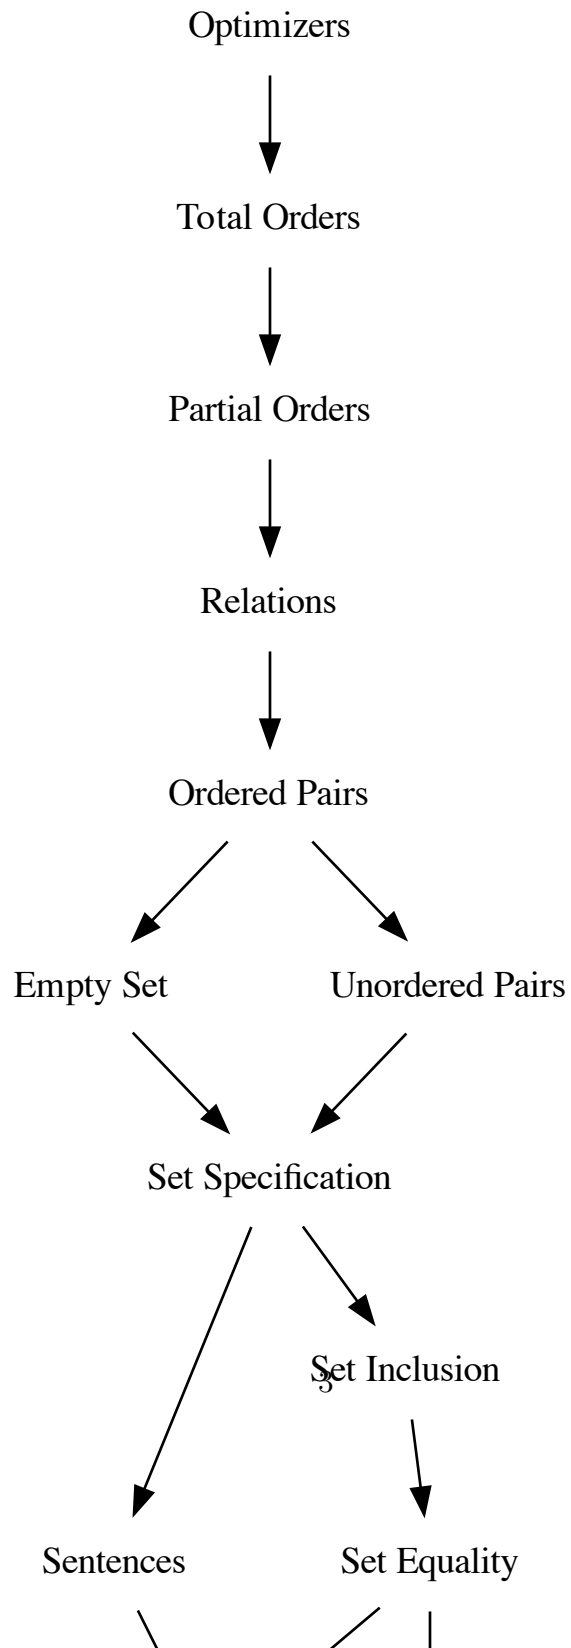 Optimizers
Total Orders
Partial Orders
Relations
Ordered Pairs
Empty Set Unordered Pairs
Set Specification
Set Inclusion
3
Sentences Set Equality